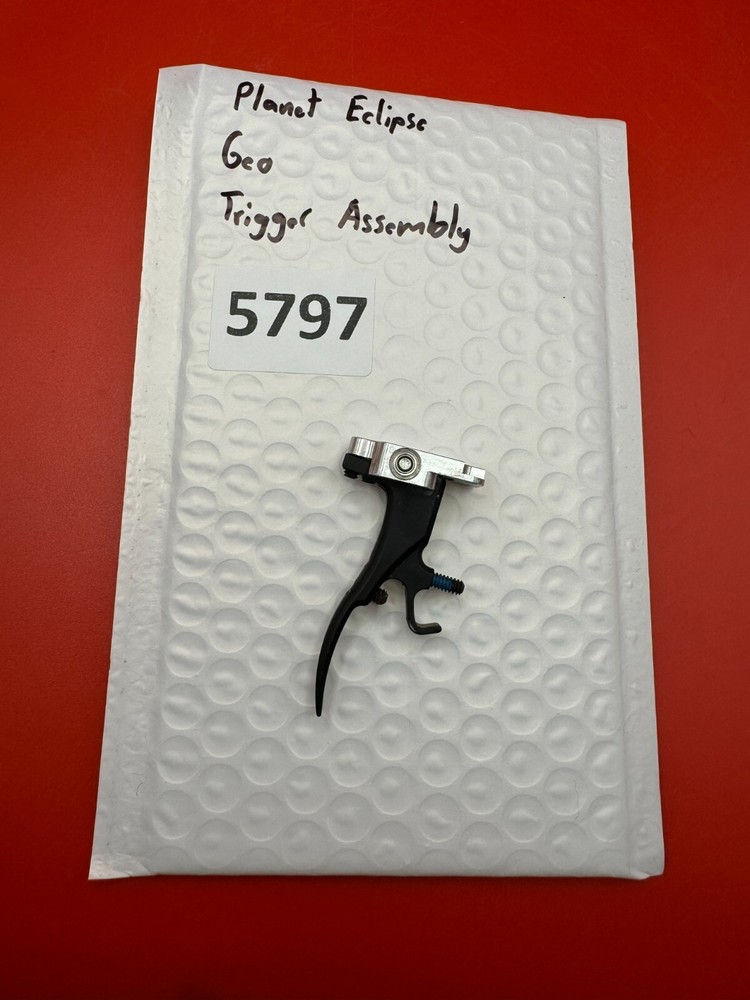 Planet Eclipse
Geo
Trigger Assembly
5797